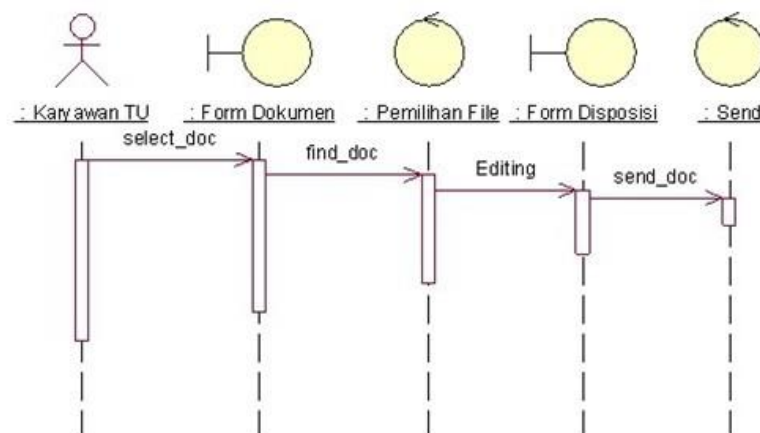 : Karyawan TU
: Form Dokumen
: Pemilihan File
: Form Disposisi
: Send
select_doc
find_doc
Editing
send_doc